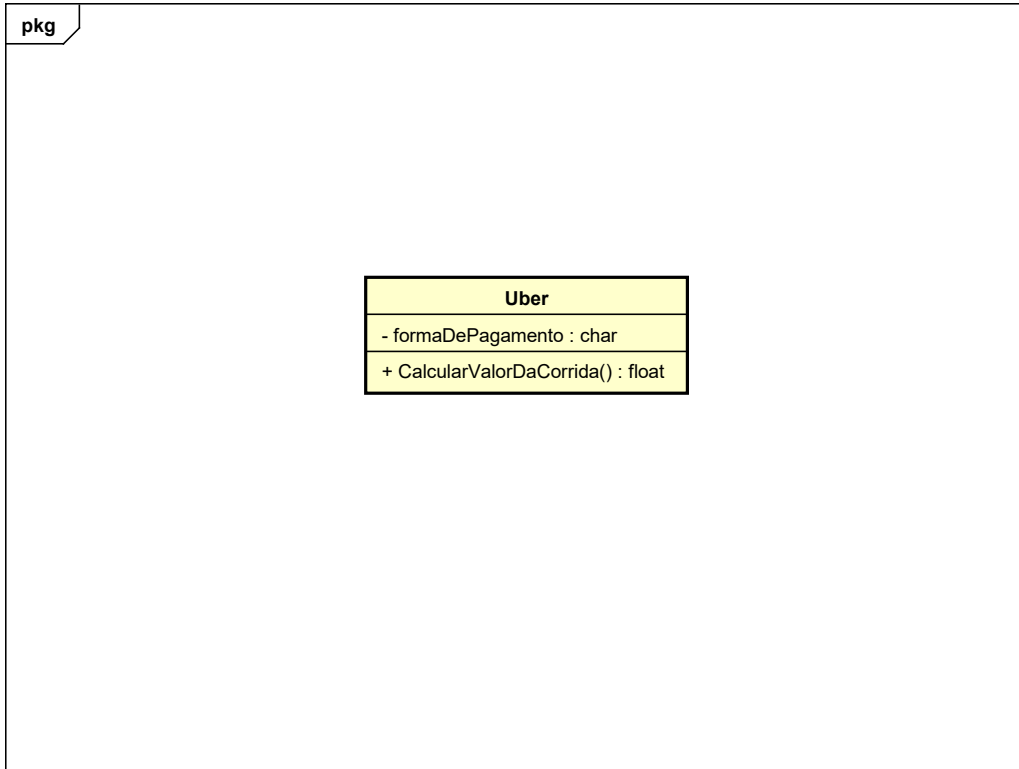 pkg
Uber
- formaDePagamento : char
+ CalcularValorDaCorrida() : float